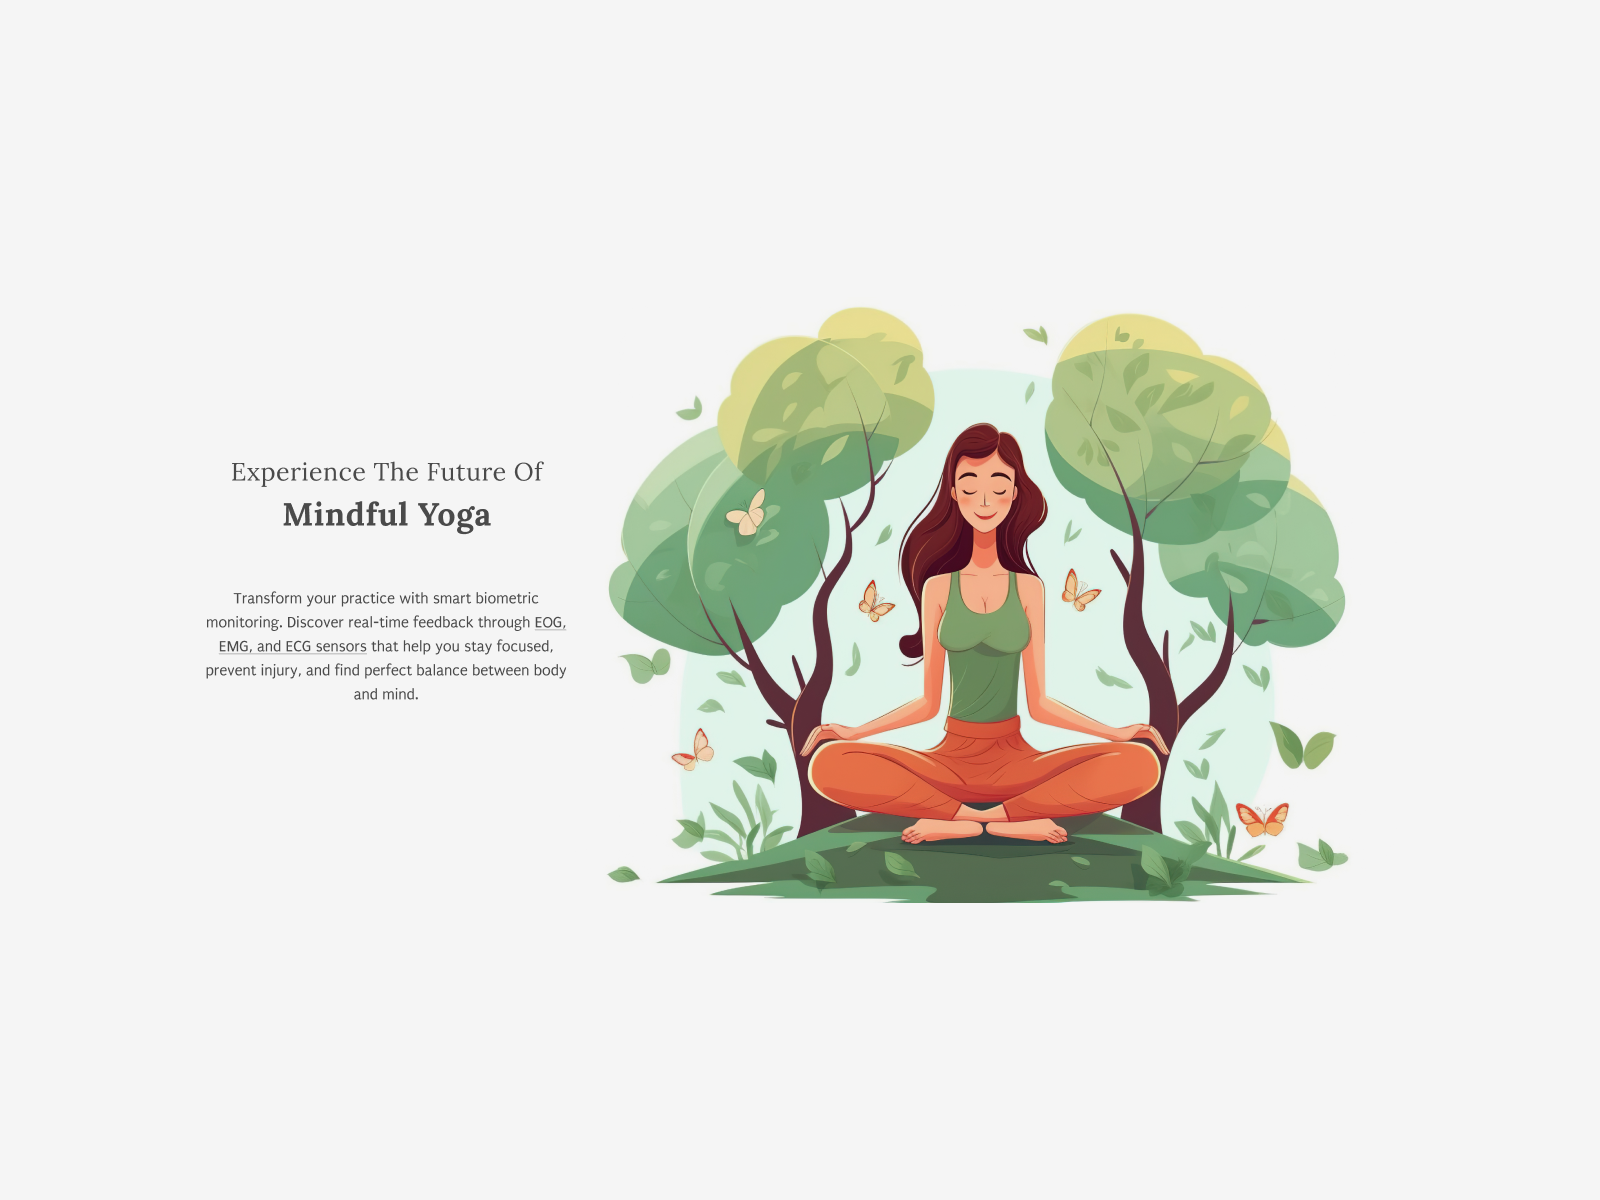 Experience The Future Of
Mindful Yoga
Transform your practice with smart biometric
monitoring. Discover real-time feedback through EOG,
EMG, and ECG sensors that help you stay focused,
prevent injury, and find perfect balance between body
and mind.